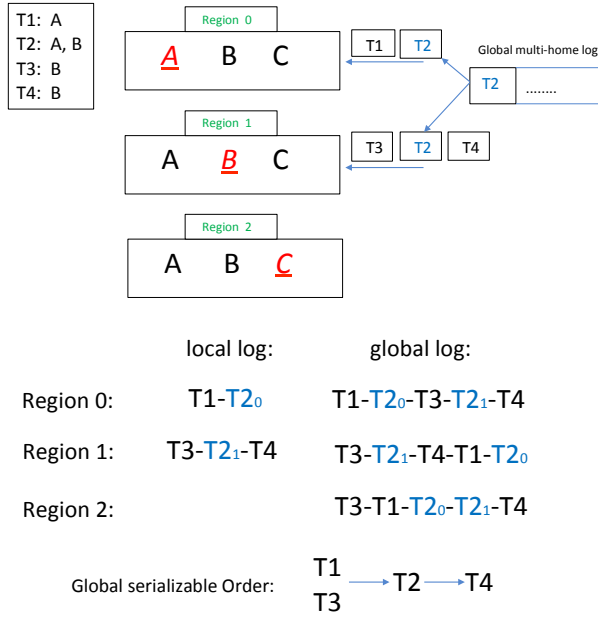 T1: A
T2: A, B
T3: B
T4: B
Region 0
A B C
T1 T2
Global multi-home log
T2 ........
Region 1
A B C
T3 T2 T4
Region 2
A B C
local log: global log:
Region 0: T1-T2₀ T1-T2₀-T3-T2₁-T4
Region 1: T3-T2₁-T4 T3-T2₁-T4-T1-T2₀
Region 2: T3-T1-T2₀-T2₁-T4
Global serializable Order: T1 T3 T2 T4